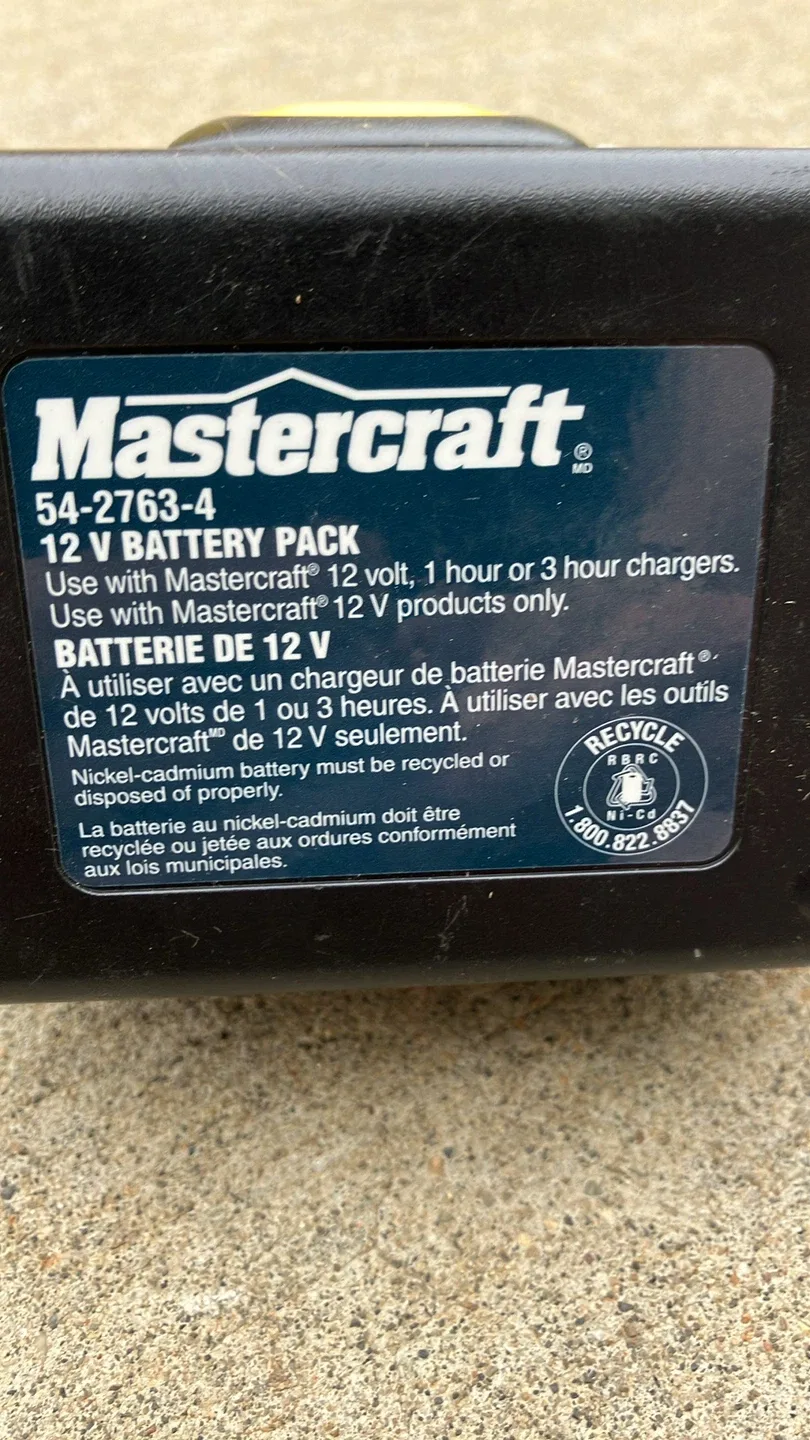 Mastercraft®
MD
54-2763-4
12 V BATTERY PACK
Use with Mastercraft® 12 volt, 1 hour or 3 hour chargers.
Use with Mastercraft® 12 V products only.
BATTERIE DE 12 V
À utiliser avec un chargeur de batterie Mastercraft®
de 12 volts de 1 ou 3 heures. À utiliser avec les outils
Mastercraft MD de 12 V seulement.
Nickel-cadmium battery must be recycled or
disposed of properly.
La batterie au nickel-cadmium doit être
recyclée ou jetée aux ordures conformément
aux lois municipales.
RECYCLE
RBRC
Ni-Cd
1.800.822.8837